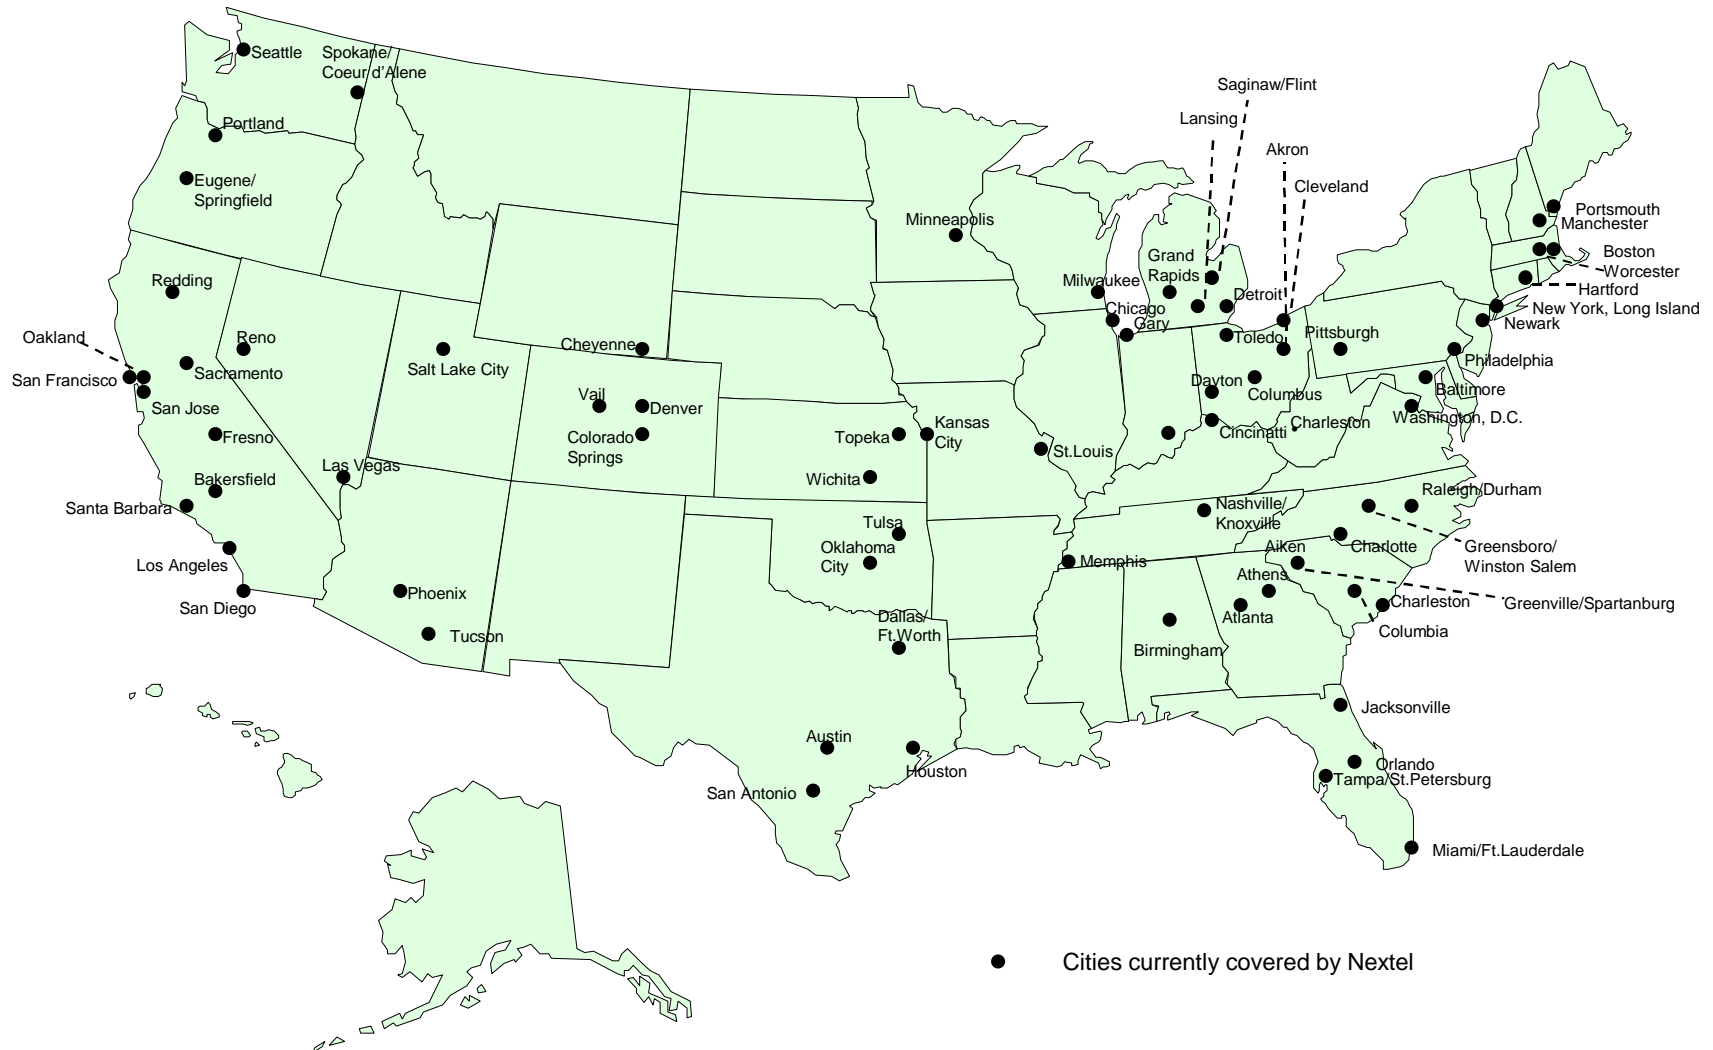 Seattle
Spokane/
Coeur d'Alene
Portland
Eugene/
Springfield
Redding
Oakland
Reno
San Francisco
Sacramento
San Jose
Fresno
Las Vegas
Bakersfield
Santa Barbara
Los Angeles
San Diego
Phoenix
Tucson
Salt Lake City
Cheyenne
Vail
Denver
Colorado
Springs
Topeka
Kansas
City
Wichita
Tulsa
Oklahoma
City
Dallas/
Ft.Worth
Austin
Houston
San Antonio
Minneapolis
Milwaukee
Chicago
Gary
St.Louis
Saginaw/Flint
Lansing
Akron
Cleveland
Grand
Rapids
Detroit
Toledo
Pittsburgh
Dayton
Columbus
Cincinatti
Charleston
Nashville/
Knoxville
Memphis
Portsmouth
Manchester
Boston
Worcester
Hartford
New York, Long Island
Newark
Philadelphia
Baltimore
Washington, D.C.
Raleigh/Durham
Greensboro/
Winston Salem
Charlotte
Aiken
Athens
Atlanta
Birmingham
Greenville/Spartanburg
Charleston
Columbia
Jacksonville
Orlando
Tampa/St.Petersburg
Miami/Ft.Lauderdale
Cities currently covered by Nextel